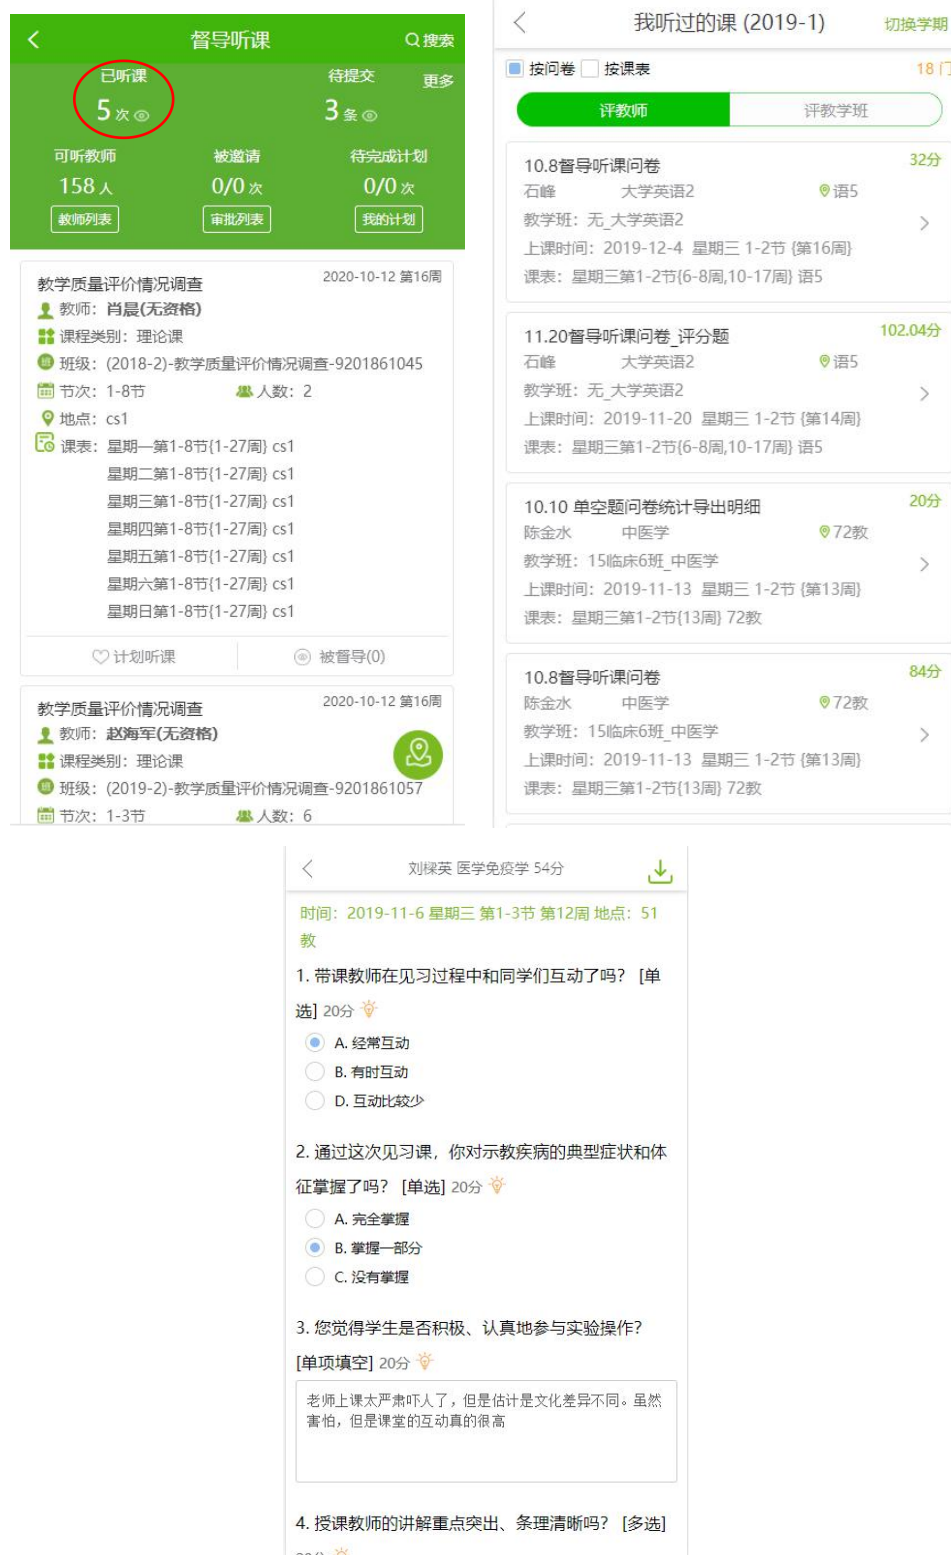 督导听课
搜索
已听课
待提交
更多
5 次
3 条
可听教师
被邀请
待完成计划
158 人
0/0 次
0/0 次
教师列表
审批列表
我的计划
教学质量评价情况调查
2020-10-12 第16周
教师：肖晨(无资格)
课程类别：理论课
班级：(2018-2)-教学质量评价情况调查-9201861045
节次：1-8节
人数：2
地点：cs1
课表：星期一第1-8节{1-27周} cs1
星期二第1-8节{1-27周} cs1
星期三第1-8节{1-27周} cs1
星期四第1-8节{1-27周} cs1
星期五第1-8节{1-27周} cs1
星期六第1-8节{1-27周} cs1
星期日第1-8节{1-27周} cs1
计划听课
被督导(0)
教学质量评价情况调查
2020-10-12 第16周
教师：赵海军(无资格)
课程类别：理论课
班级：(2019-2)-教学质量评价情况调查-9201861057
节次：1-3节
人数：6
我听过的课 (2019-1)
切换学期
按问卷 按课表
18 门
评教师
评教学班
10.8督导听课问卷
32分
石峰 大学英语2 语5
教学班：无_大学英语2
上课时间：2019-12-4 星期三 1-2节 {第16周}
课表：星期三第1-2节{6-8周,10-17周} 语5
11.20督导听课问卷_评分题
102.04分
石峰 大学英语2 语5
教学班：无_大学英语2
上课时间：2019-11-20 星期三 1-2节 {第14周}
课表：星期三第1-2节{6-8周,10-17周} 语5
10.10 单空题问卷统计导出明细
20分
陈金水 中医学 72教
教学班：15临床6班_中医学
上课时间：2019-11-13 星期三 1-2节 {第13周}
课表：星期三第1-2节{13周} 72教
10.8督导听课问卷
84分
陈金水 中医学 72教
教学班：15临床6班_中医学
上课时间：2019-11-13 星期三 1-2节 {第13周}
课表：星期三第1-2节{13周} 72教
刘樑英 医学免疫学 54分
时间：2019-11-6 星期三 第1-3节 第12周 地点：51
教
1. 带课教师在见习过程中和同学们互动了吗？ [单
选] 20分
A. 经常互动
B. 有时互动
D. 互动比较少
2. 通过这次见习课，你对示教疾病的典型症状和体
征掌握了吗？ [单选] 20分
A. 完全掌握
B. 掌握一部分
C. 没有掌握
3. 您觉得学生是否积极、认真地参与实验操作？
[单项填空] 20分
老师上课太严肃吓人了，但是估计是文化差异不同。虽然
害怕，但是课堂的互动真的很高
4. 授课教师的讲解重点突出、条理清晰吗？ [多选]